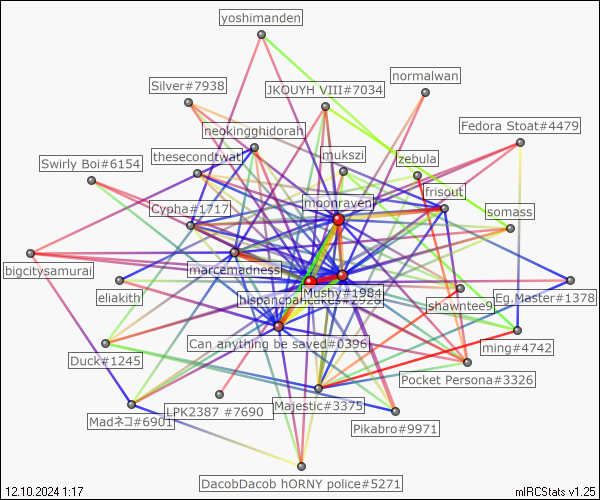 yoshimanden
normalwan
Silver#7938
JKOUYH VIII#7034
Fedora Stoat#4479
neokingghidorah
thesecondtwat
mukszi
zebula
Swirly Boi#6154
frisout
moonraven
Cypha#1717
somass
bigcitysamurai
marcemadness
Mushy#1984
eliakith
shawntee9
Eg.Master#1378
Can anything be saved#0396
ming#4742
Duck#1245
Pocket Persona#3326
Majestic#3375
LPK2387 #7690
Madネコ#6901
Pikabro#9971
DacobDacob hORNY police#5271
12.10.2024 1:17
mIRCStats v1.25